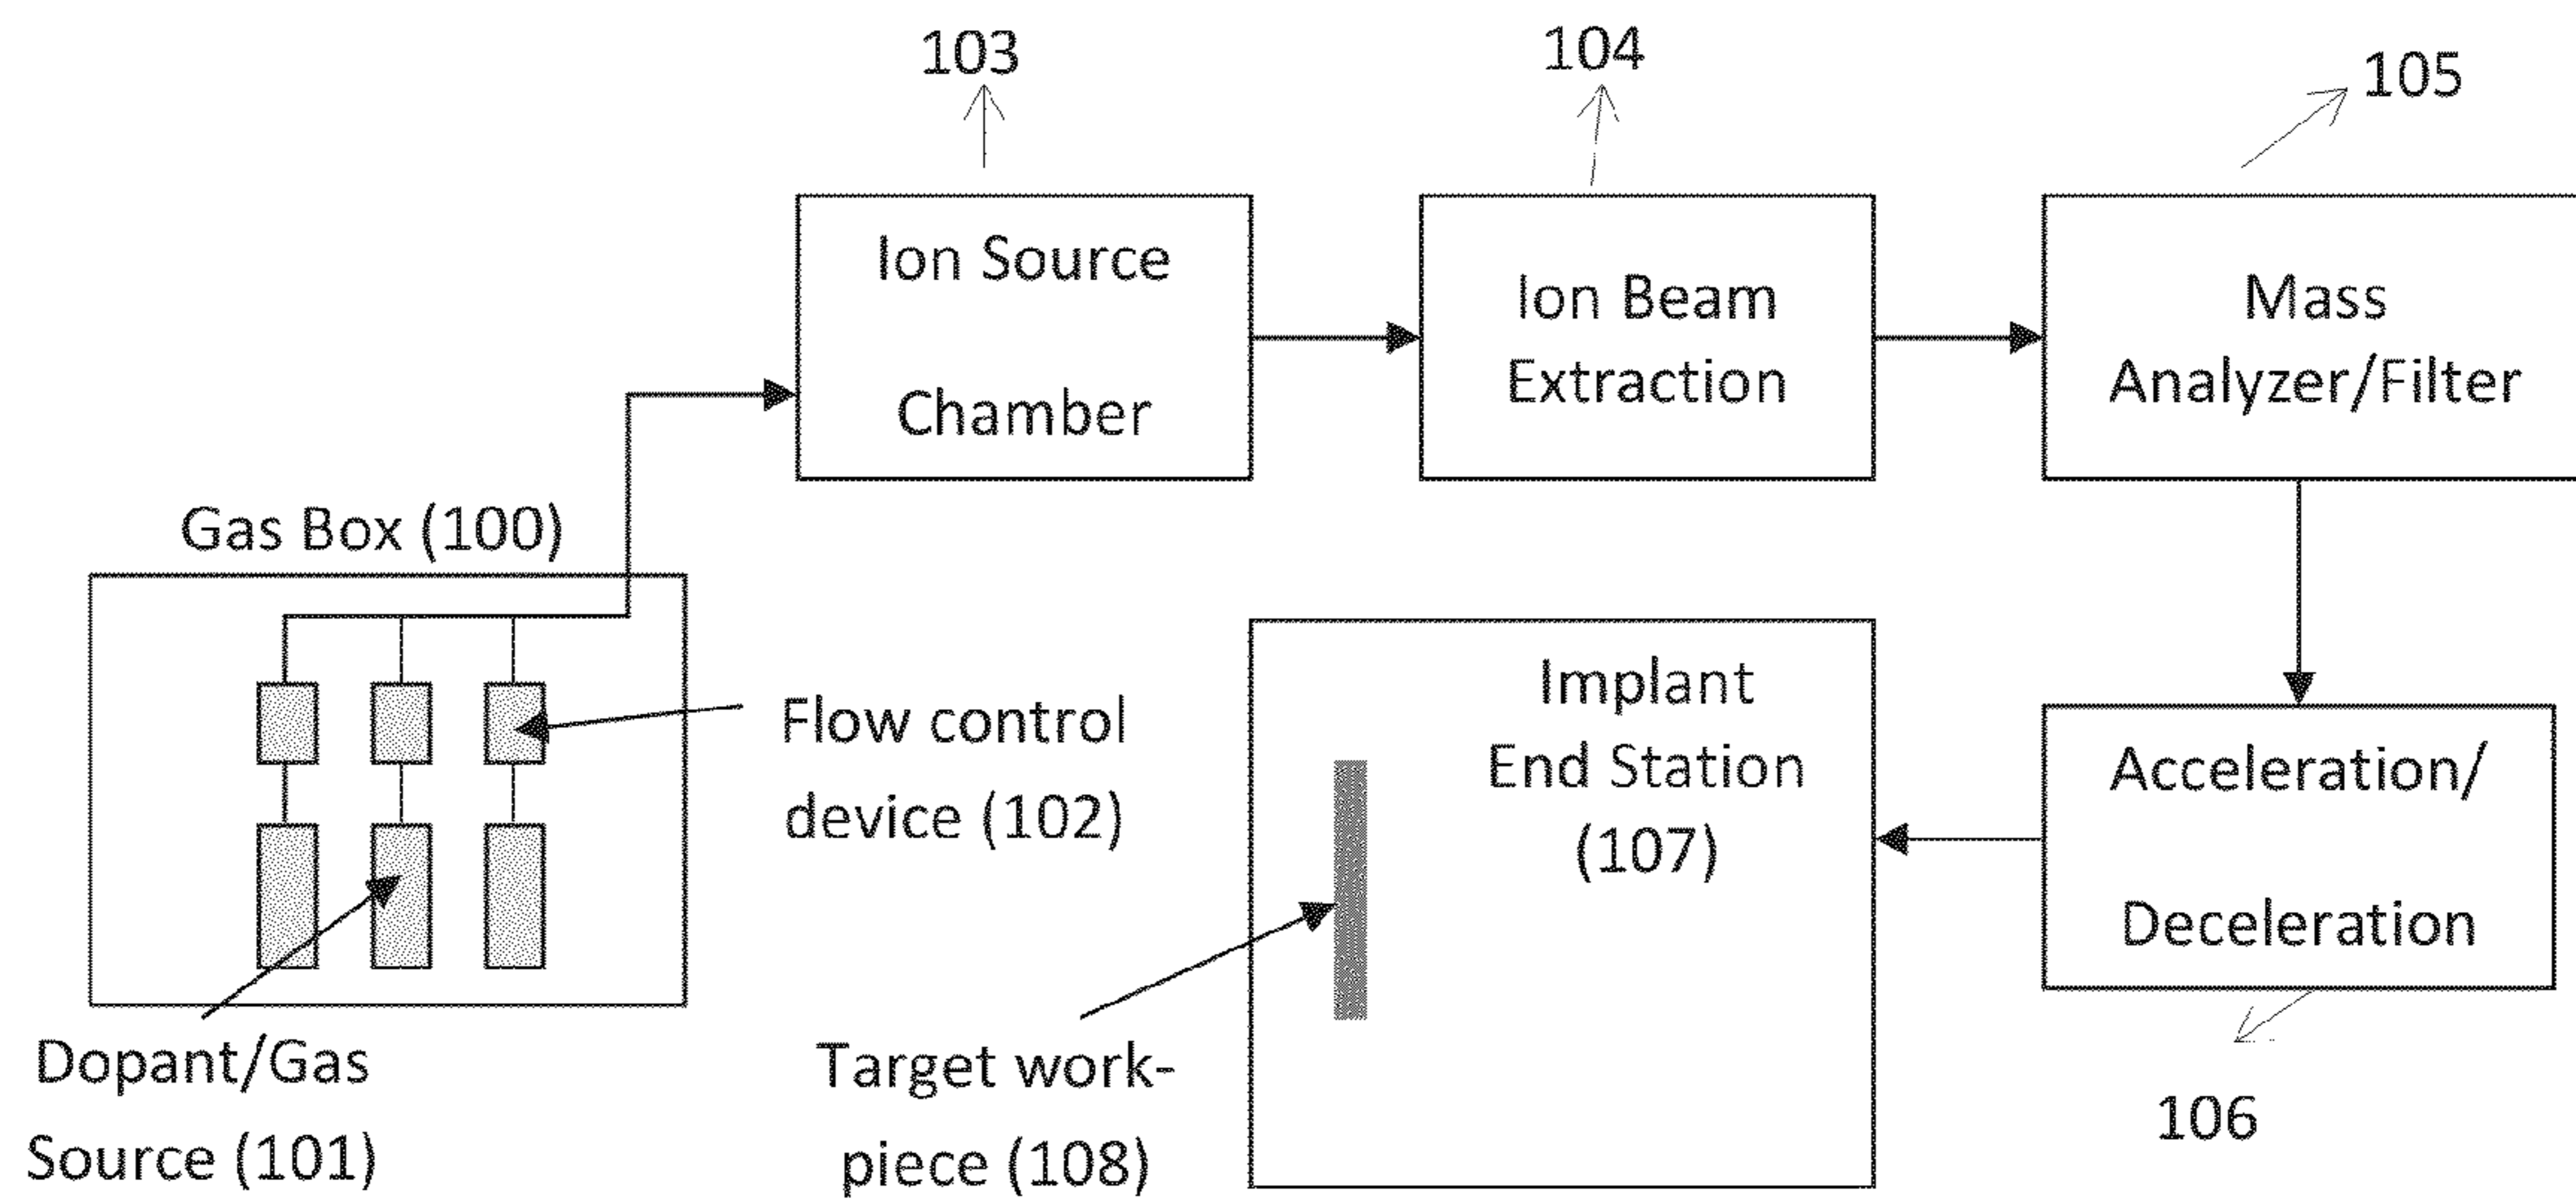 103
104
105
Ion Source
Chamber
Ion Beam
Extraction
Mass
Analyzer/Filter
Gas Box (100)
Flow control
device (102)
Implant
End Station
(107)
Acceleration/
Deceleration
Dopant/Gas
Source (101)
Target work-
piece (108)
106